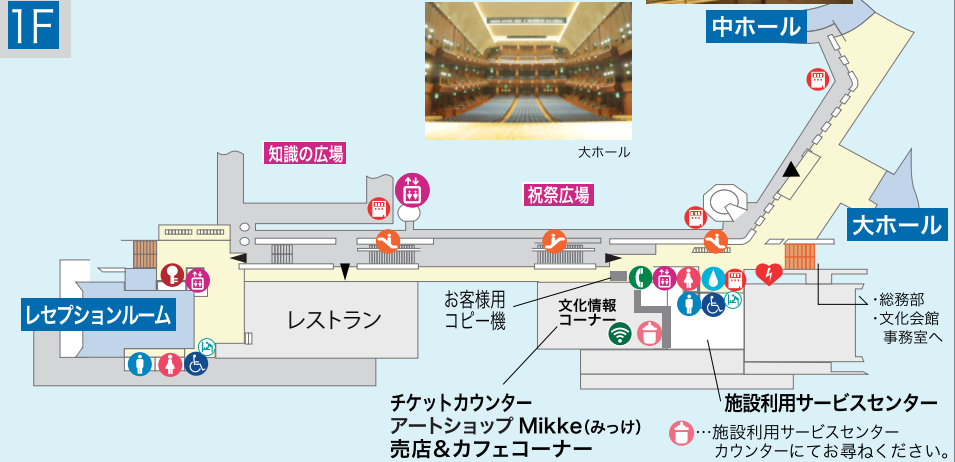 1F
中ホール
大ホール
知識の広場
祝祭広場
大ホール
レセプションルーム
レストラン
お客様用
コピー機
文化情報
コーナー
・総務部
・文化会館
事務室へ
チケットカウンター
アートショップ Mikke(みっけ)
売店&カフェコーナー
施設利用サービスセンター
…施設利用サービスセンター
カウンターにてお尋ねください。